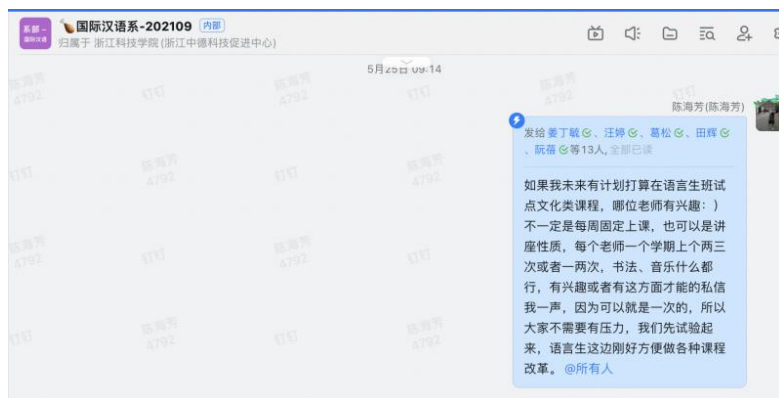 系部-
国际汉语
国际汉语系-202109 内部
归属于 浙江科技学院 (浙江中德科技促进中心)
5月25日 09:14
陈海芳(陈海芳)
发给 姜丁毓、汪婷、葛松、田辉
、阮蓓等13人, 全部已读
如果我未来有计划打算在语言生班试
点文化类课程，哪位老师有兴趣：）
不一定是每周固定上课，也可以是讲
座性质，每个老师一个学期上个两三
次或者一两次，书法、音乐什么都
行，有兴趣或者有这方面才能的私信
我一声，因为可以就是一次的，所以
大家不需要有压力，我们先试验起
来，语言生这边刚好方便做各种课程
改革。 @所有人
陈海芳
4792
钉钉